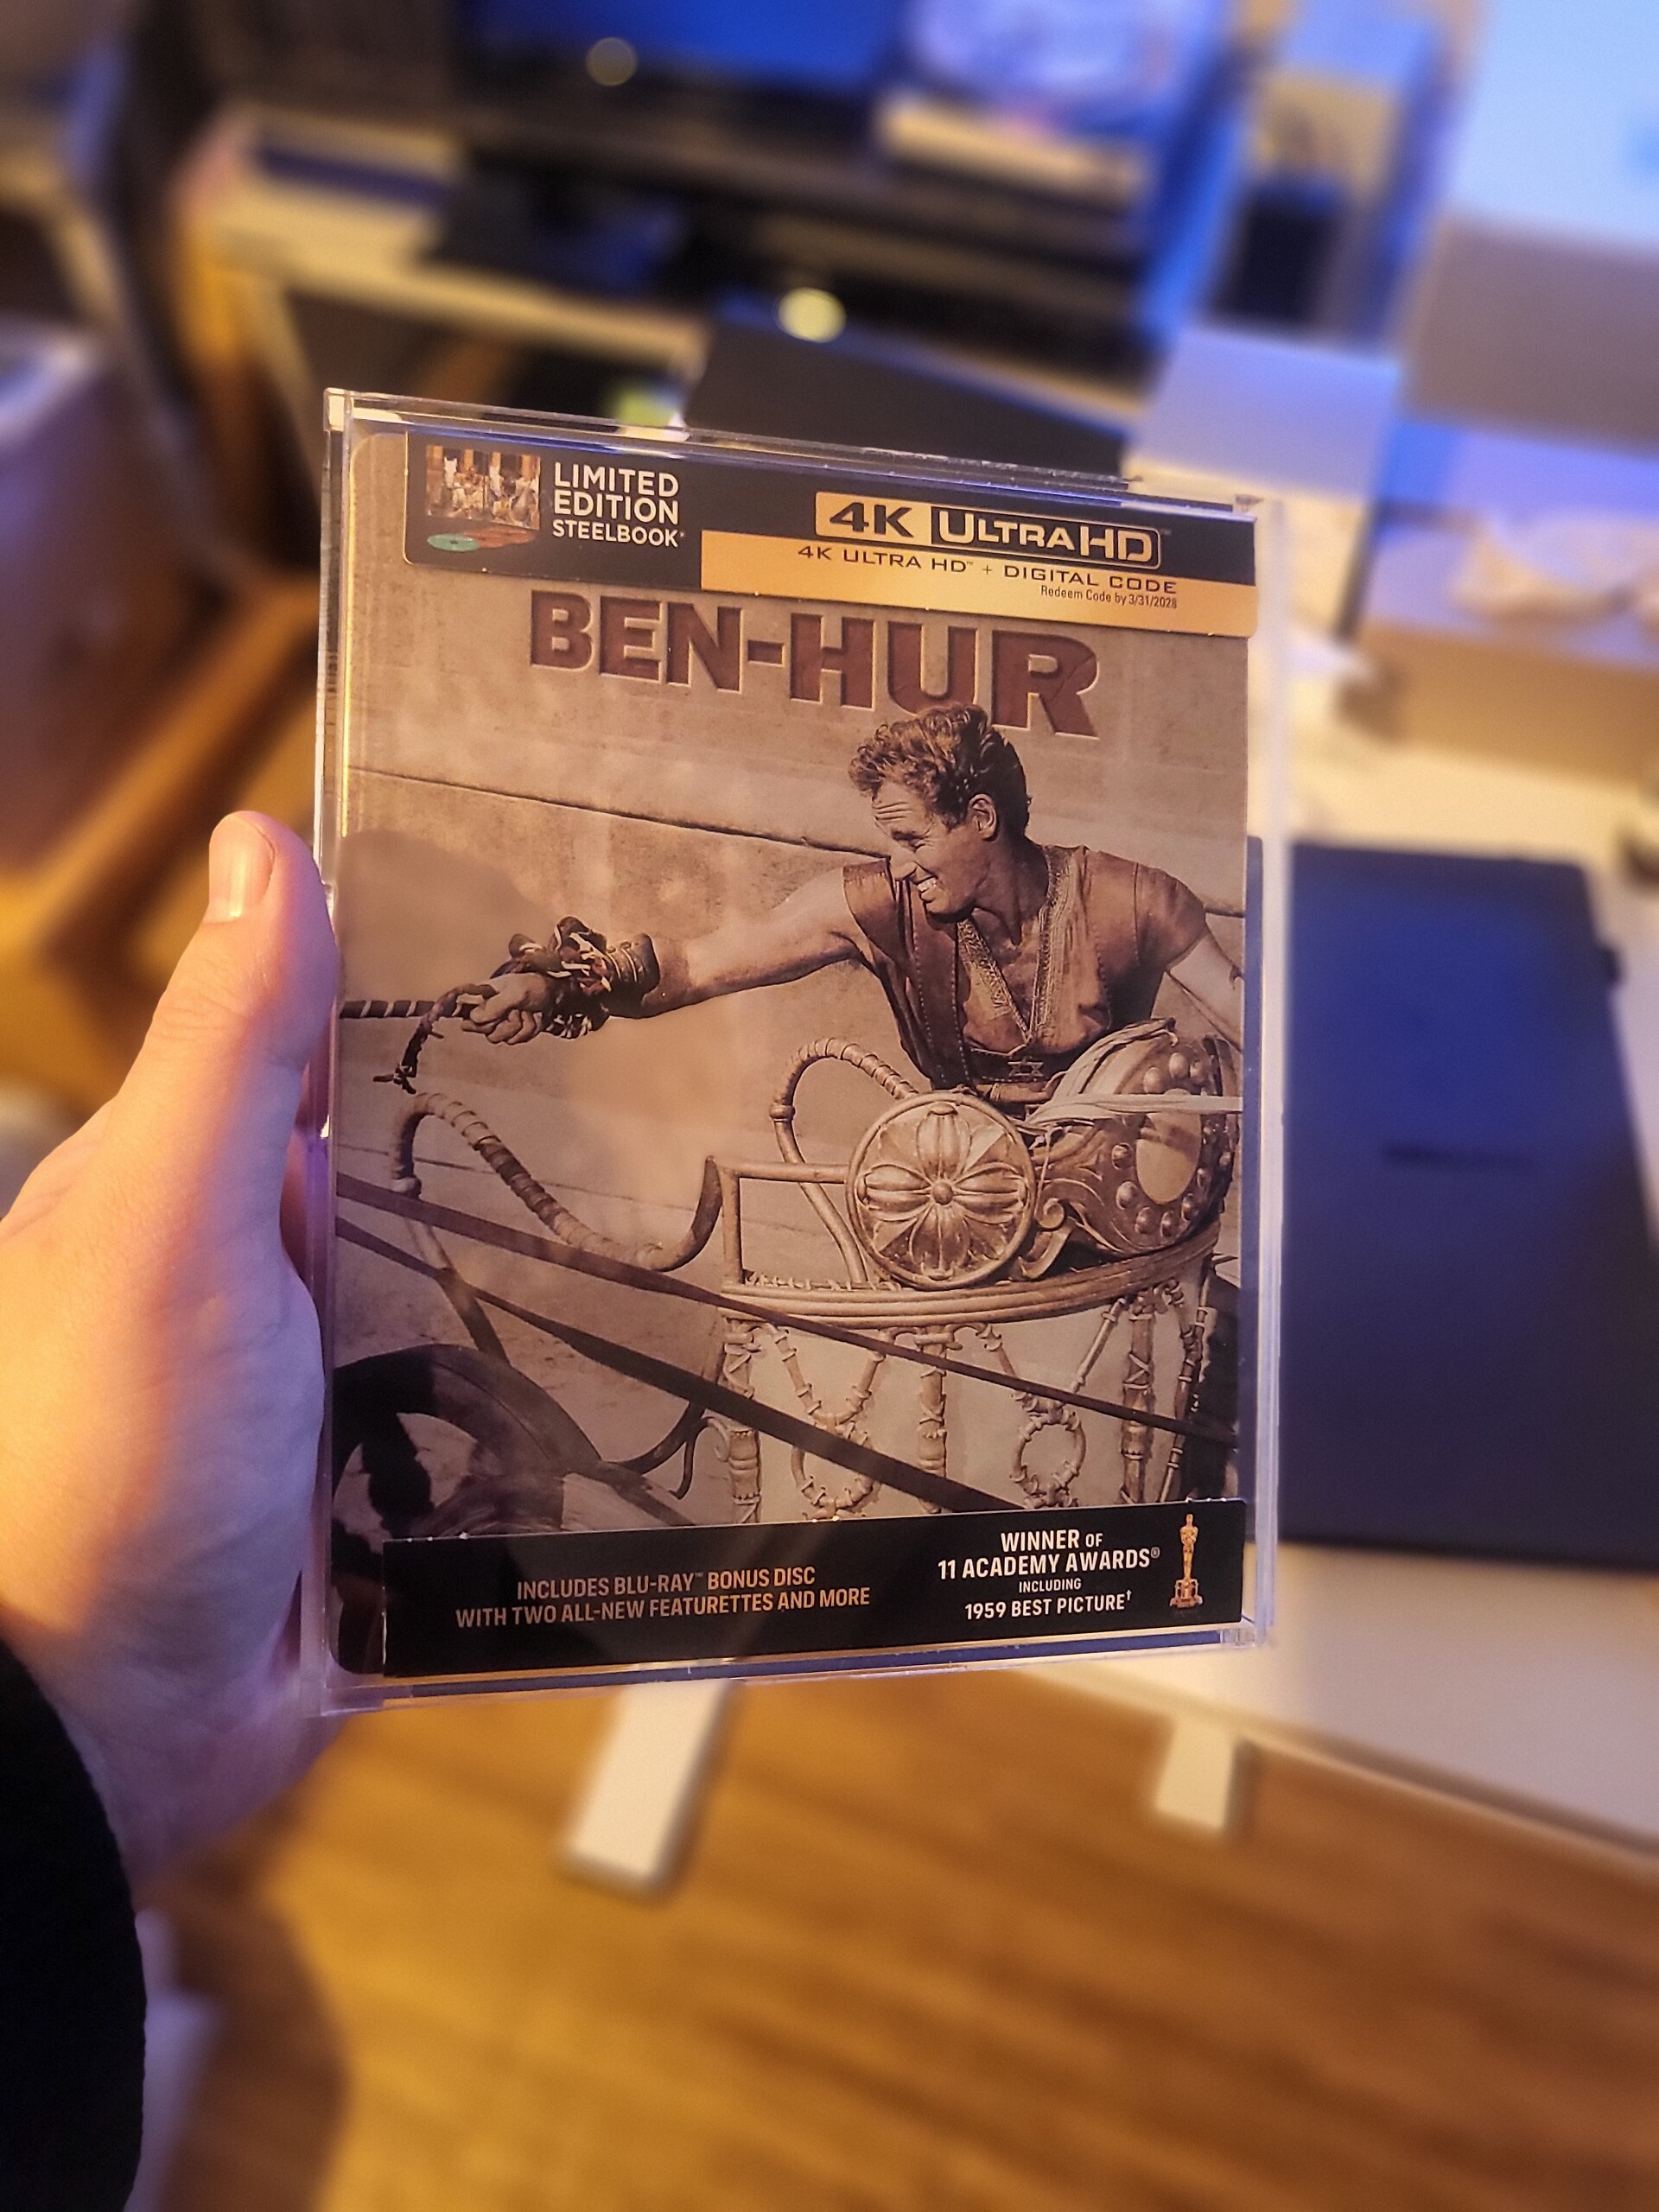 LIMITED
EDITION
STEELBOOK®
4K ULTRAHD™
4K ULTRA HD™ + DIGITAL CODE
Redeem Code by 3/31/2028
BEN-HUR
INCLUDES BLU-RAY™ BONUS DISC
WITH TWO ALL-NEW FEATURETTES AND MORE
WINNER OF
11 ACADEMY AWARDS®
INCLUDING
1959 BEST PICTURE†